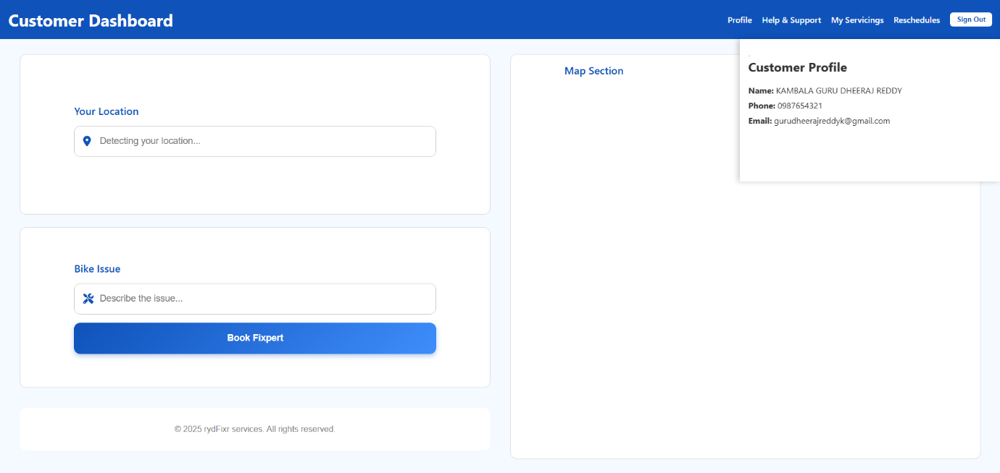 Customer Dashboard
Profile Help & Support My Servicings Reschedules Sign Out
Your Location
Detecting your location...
Bike Issue
Describe the issue...
Book Fixpert
© 2025 rydFixr services. All rights reserved.
Map Section
Customer Profile
Name: KAMBALA GURU DHEERAJ REDDY
Phone: 0987654321
Email: gurudheerajreddyk@gmail.com